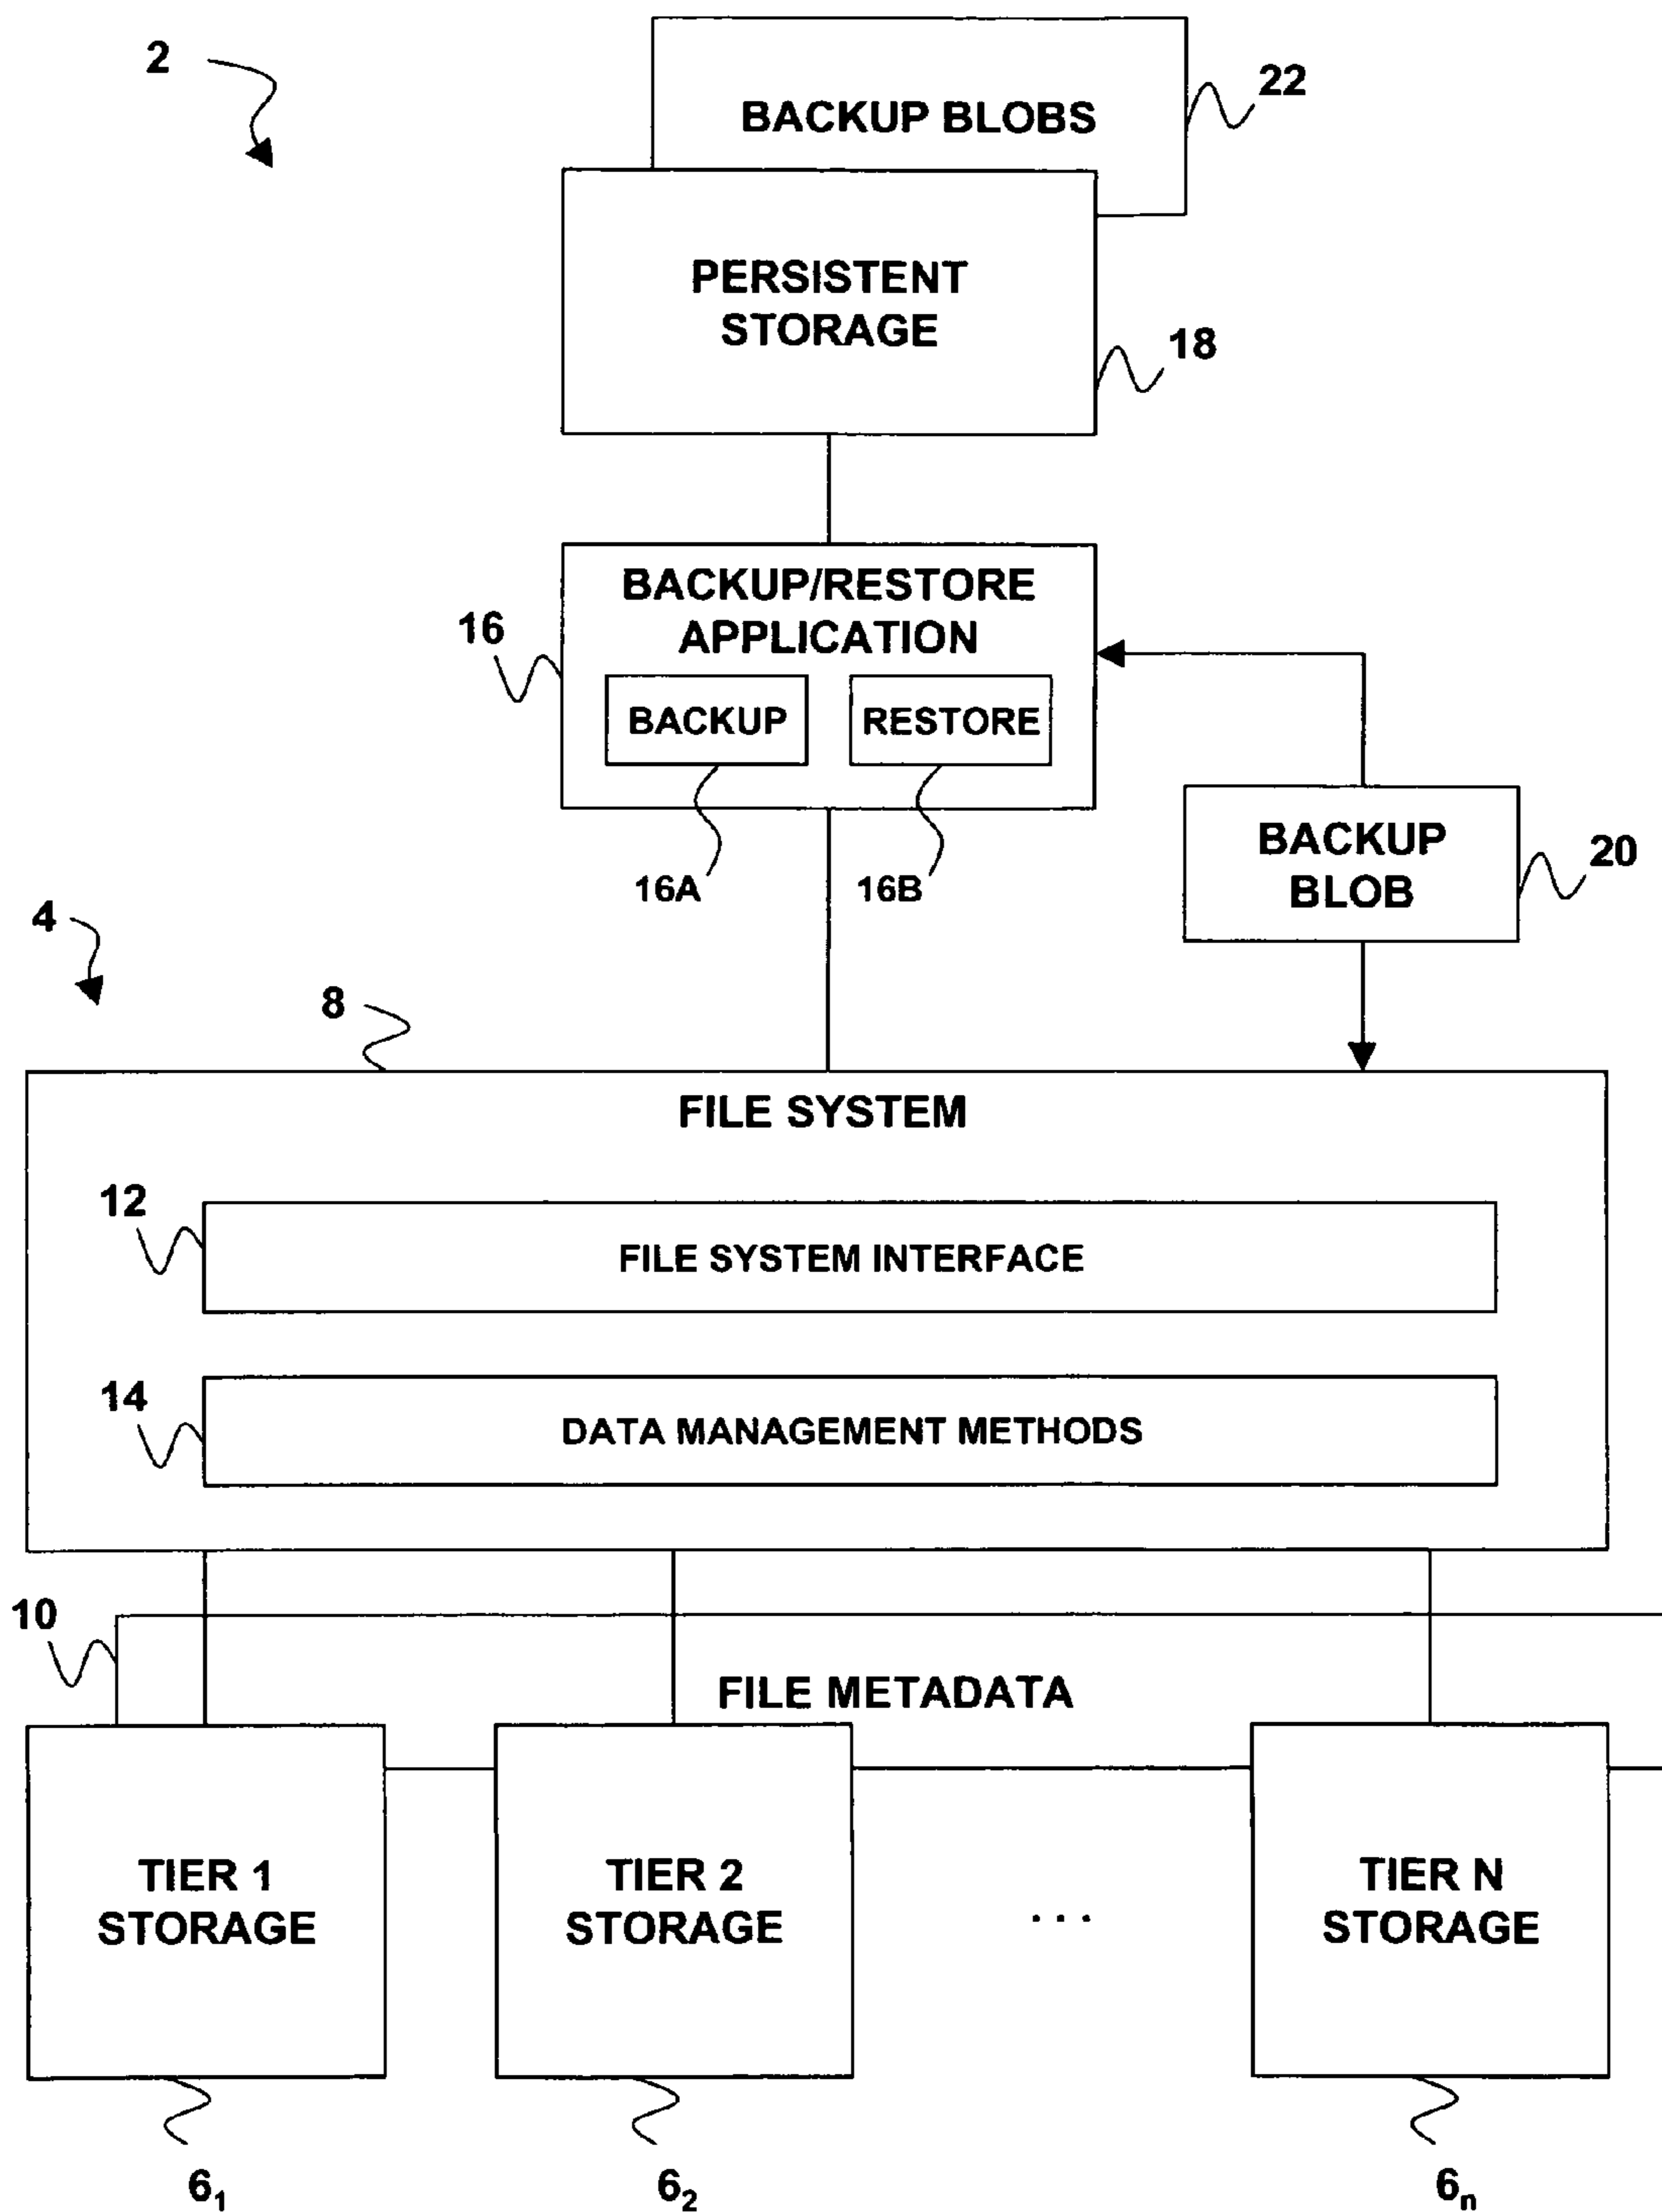 2
BACKUP BLOBS
22
PERSISTENT
STORAGE
18
BACKUP/RESTORE
APPLICATION
16
BACKUP
RESTORE
16A
16B
BACKUP
BLOB
20
4
8
FILE SYSTEM
12
FILE SYSTEM INTERFACE
14
DATA MANAGEMENT METHODS
10
FILE METADATA
TIER 1
STORAGE
TIER 2
STORAGE
...
TIER N
STORAGE
6₁
6₂
6ₙ